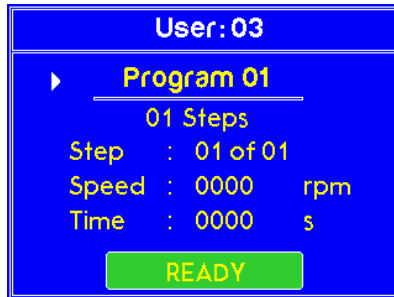 User:03
Program 01
01 Steps
Step : 01 of 01
Speed : 0000 rpm
Time : 0000 s
READY